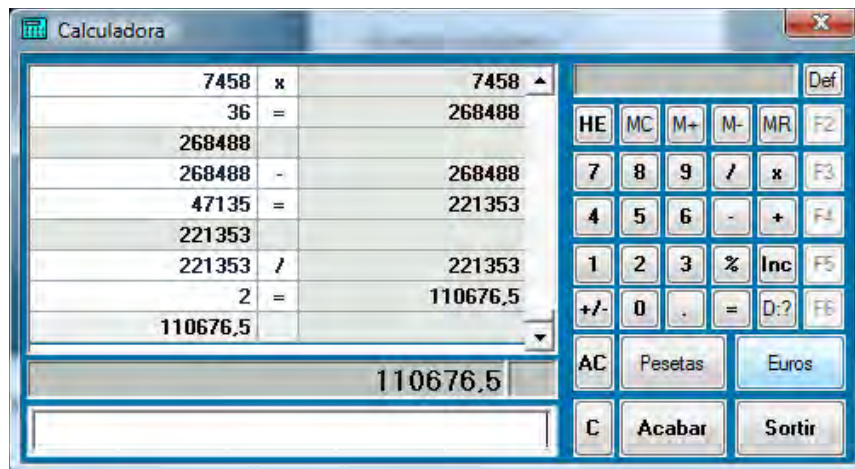 Calculadora
7458 x 7458
36 = 268488
268488
268488 - 268488
47135 = 221353
221353
221353 / 221353
2 = 110676,5
110676,5
110676,5
Def
HE MC M+ M- MR F2
7 8 9 / x F3
4 5 6 - + F4
1 2 3 % Inc F5
+/- 0 . = D:? F6
AC Pesetas Euros
C Acabar Sortir